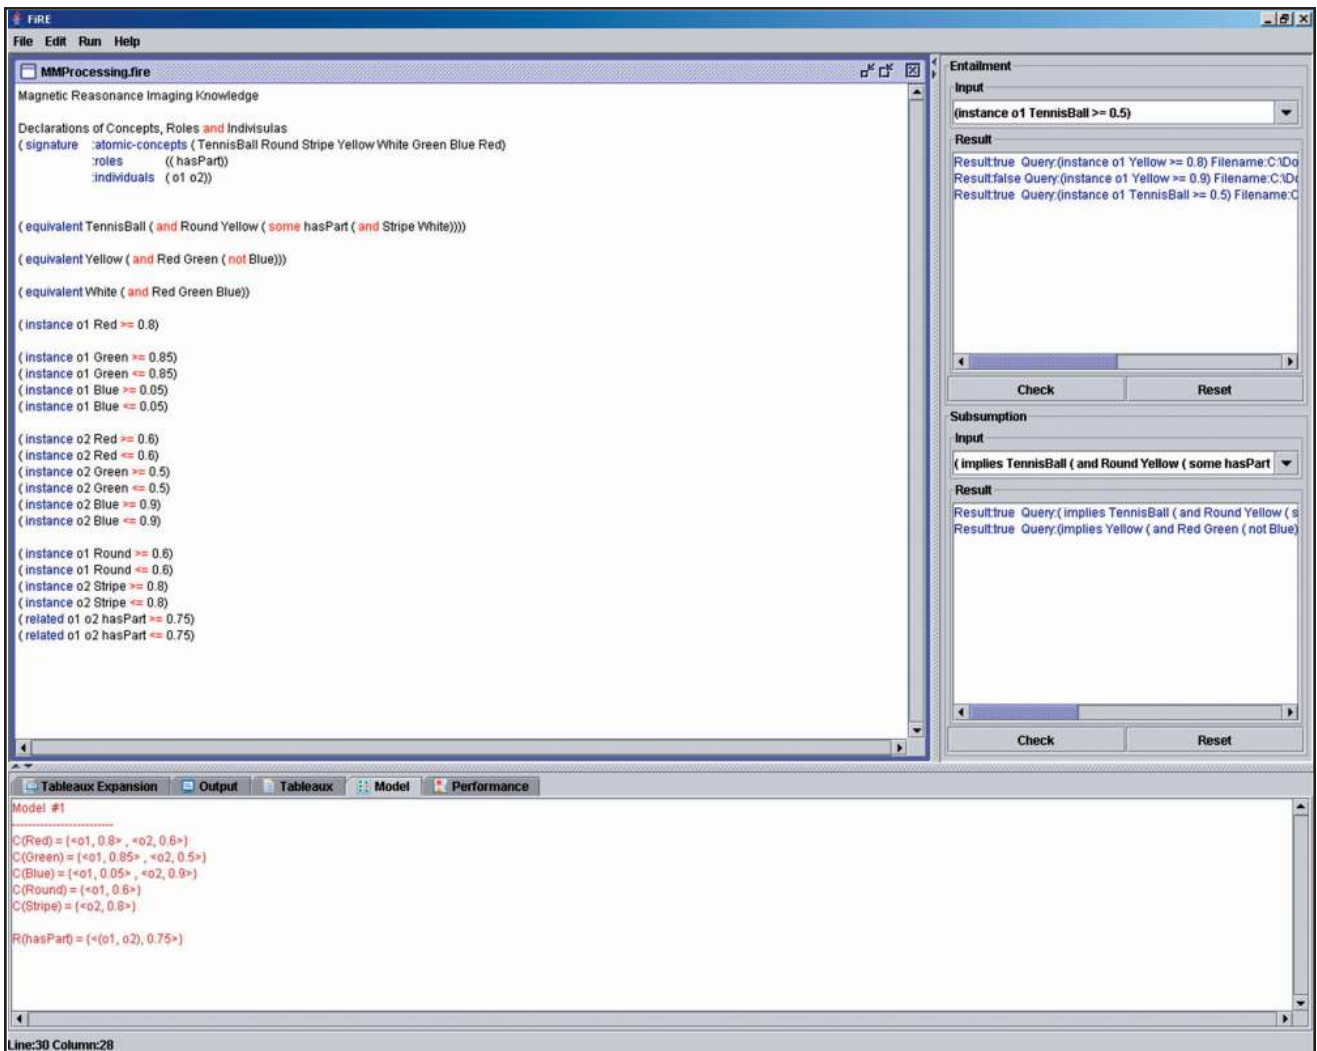 FiRE
File Edit Run Help
MMProcessing.fire
Magnetic Reasonance Imaging Knowledge
Declarations of Concepts, Roles and Indivisulas
( signature :atomic-concepts ( TennisBall Round Stripe Yellow White Green Blue Red)
:roles (( hasPart))
:individuals ( o1 o2))
( equivalent TennisBall ( and Round Yellow ( some hasPart ( and Stripe White))))
( equivalent Yellow ( and Red Green ( not Blue)))
( equivalent White ( and Red Green Blue))
( instance o1 Red >= 0.8)
( instance o1 Green >= 0.85)
( instance o1 Green <= 0.85)
( instance o1 Blue >= 0.05)
( instance o1 Blue <= 0.05)
( instance o2 Red >= 0.6)
( instance o2 Red <= 0.6)
( instance o2 Green >= 0.5)
( instance o2 Green <= 0.5)
( instance o2 Blue >= 0.9)
( instance o2 Blue <= 0.9)
( instance o1 Round >= 0.6)
( instance o1 Round <= 0.6)
( instance o2 Stripe >= 0.8)
( instance o2 Stripe <= 0.8)
( related o1 o2 hasPart >= 0.75)
( related o1 o2 hasPart <= 0.75)
Entailment
Input
(instance o1 TennisBall >= 0.5)
Result
Result:true Query:(instance o1 Yellow >= 0.8) Filename:C:\Do
Result:false Query:(instance o1 Yellow >= 0.9) Filename:C:\Do
Result:true Query:(instance o1 TennisBall >= 0.5) Filename:C
Check Reset
Subsumption
Input
( implies TennisBall ( and Round Yellow ( some hasPart
Result
Result:true Query:( implies TennisBall ( and Round Yellow ( s
Result:true Query:(implies Yellow ( and Red Green ( not Blue)
Check Reset
Tableaux Expansion Output Tableaux Model Performance
Model #1
-------------------------
C(Red) = {<o1, 0.8> , <o2, 0.6>}
C(Green) = {<o1, 0.85> , <o2, 0.5>}
C(Blue) = {<o1, 0.05> , <o2, 0.9>}
C(Round) = {<o1, 0.6>}
C(Stripe) = {<o2, 0.8>}
R(hasPart) = {<(o1, o2), 0.75>}
Line:30 Column:28